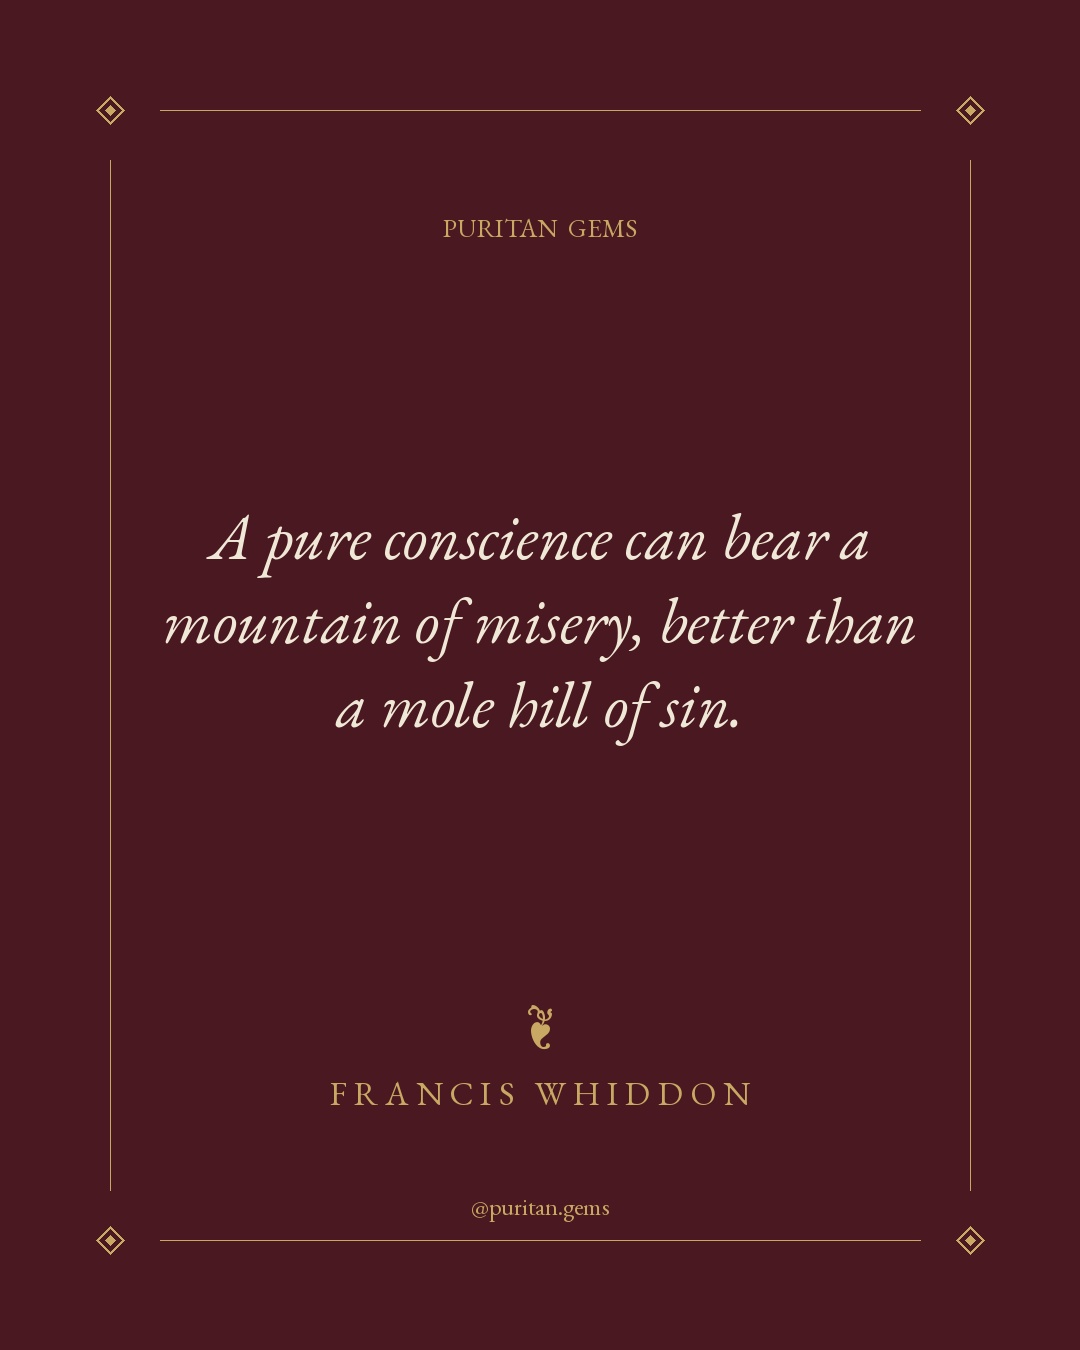 PURITAN GEMS
A pure conscience can bear a
mountain of misery, better than
a mole hill of sin.
FRANCIS WHIDDON
@puritan.gems